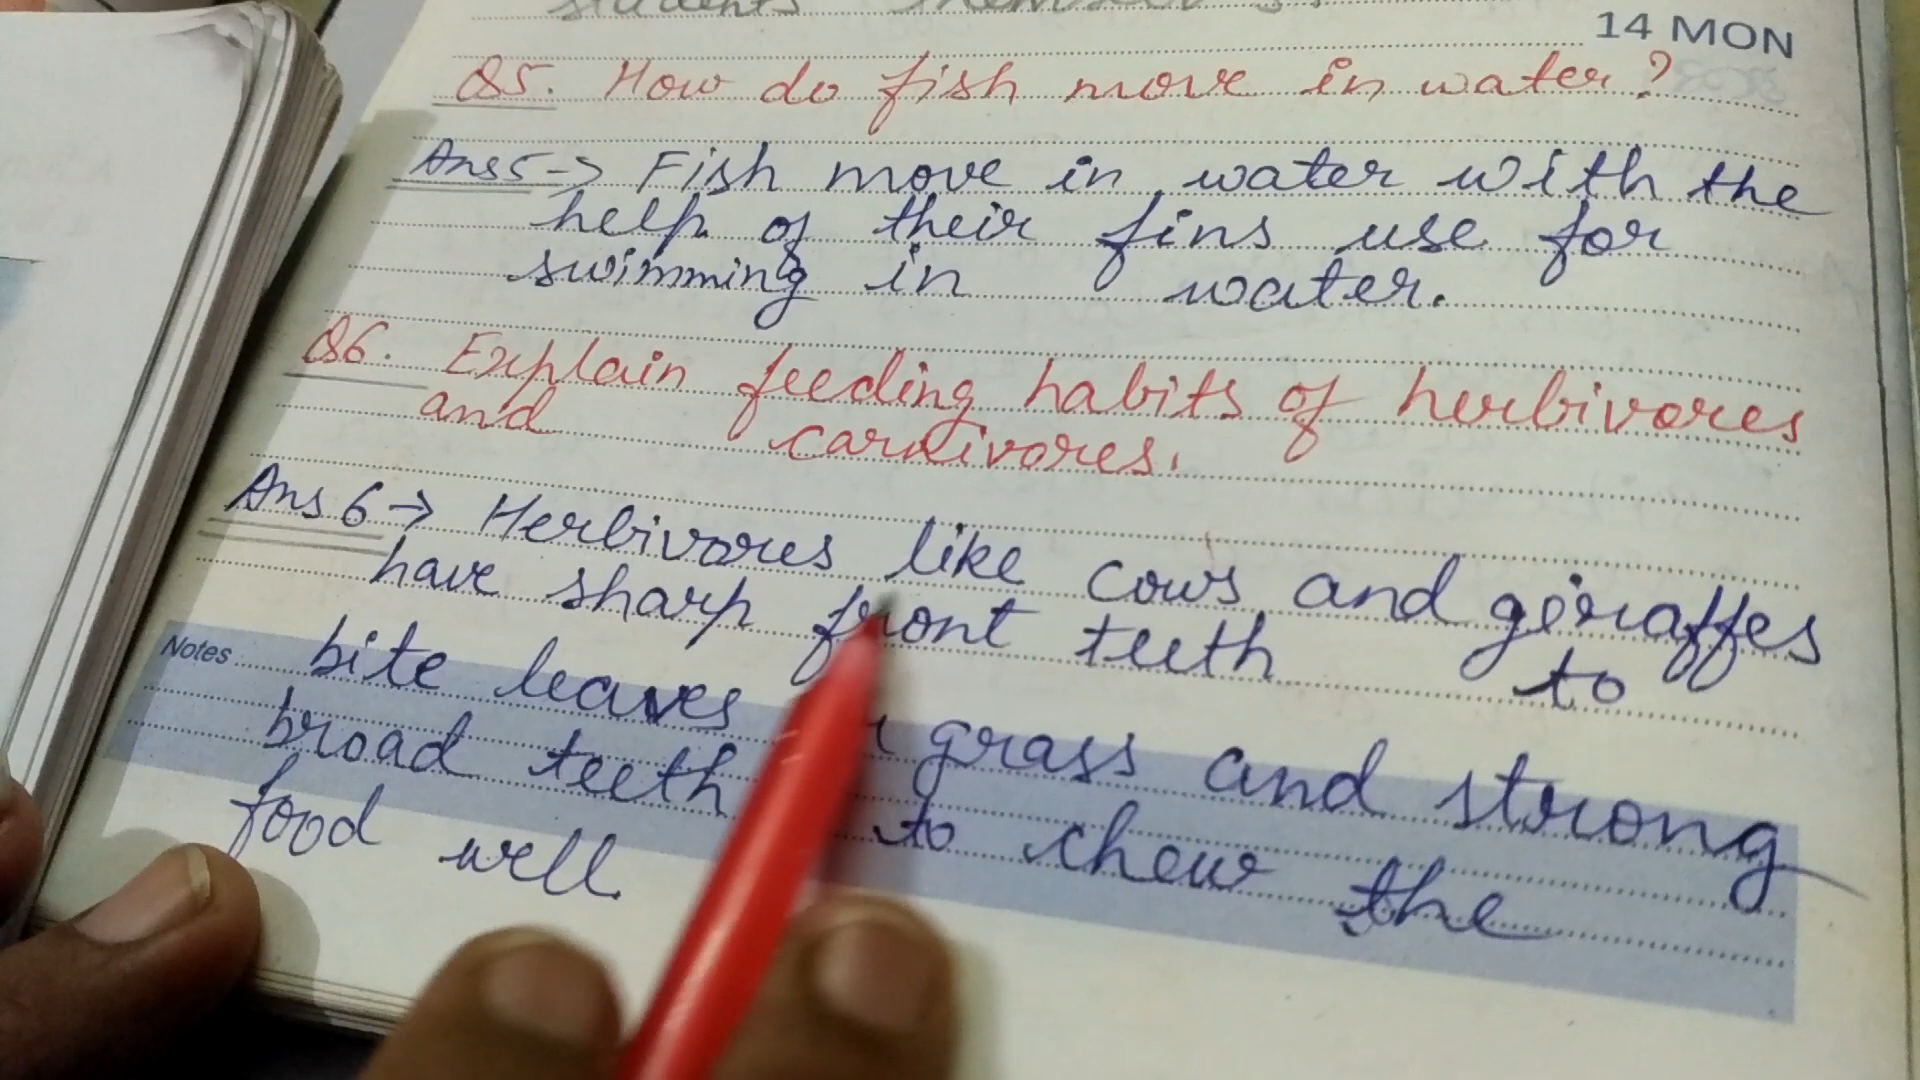 students
14 MON
Q5. How do fish move in water?
Ans5-> Fish move in water with the
help of their fins use for
swimming in water.
Q6. Explain feeding habits of herbivores
and carnivores.
Ans 6-> Herbivores like cows and giraffes
have sharp front teeth to
Notes
bite leaves grass and strong
broad teeth to chew the
food well